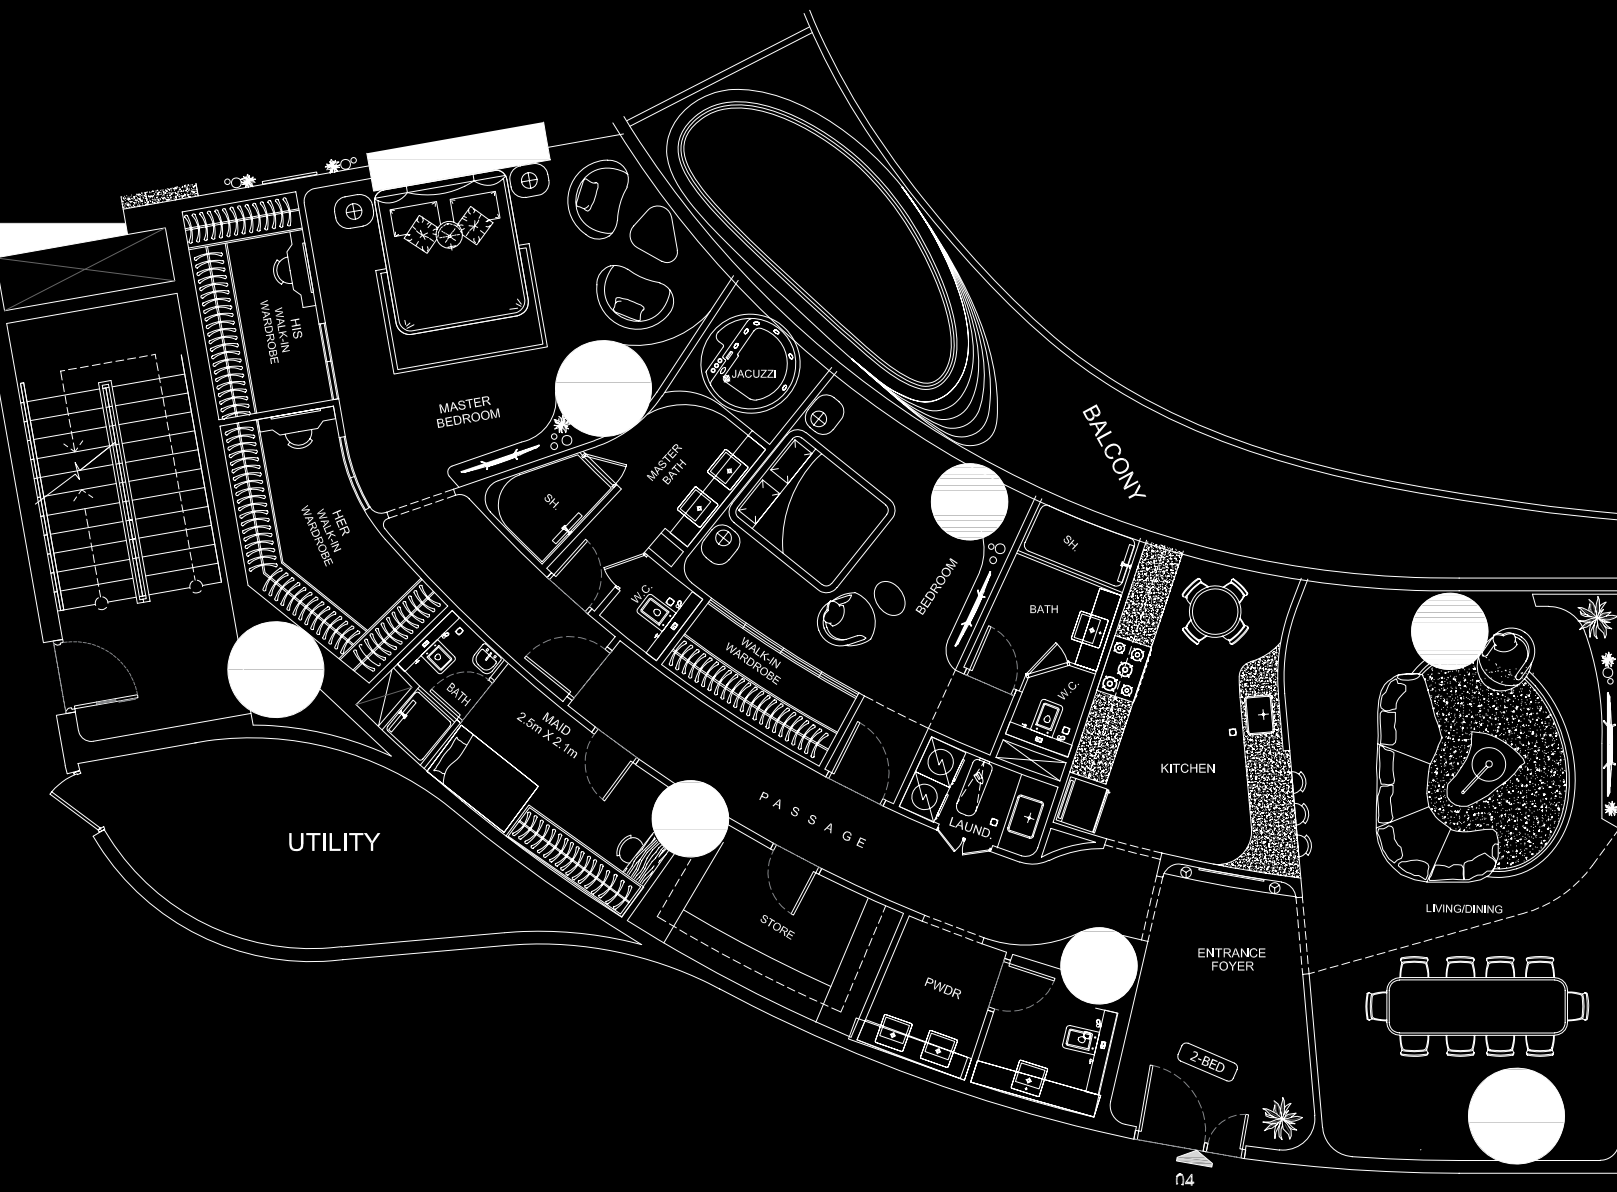 HIS
WALK-IN
WARDROBE
MASTER
BEDROOM
JACUZZI
BALCONY
MASTER
BATH
SH.
HER
WALK-IN
WARDROBE
SH.
W.C.
BEDROOM
BATH
WALK-IN
WARDROBE
W.C.
BATH
MAID
2.5m X 2.1m
KITCHEN
PASSAGE
LAUND.
UTILITY
LIVING/DINING
STORE
ENTRANCE
FOYER
PWDR
2-BED
04